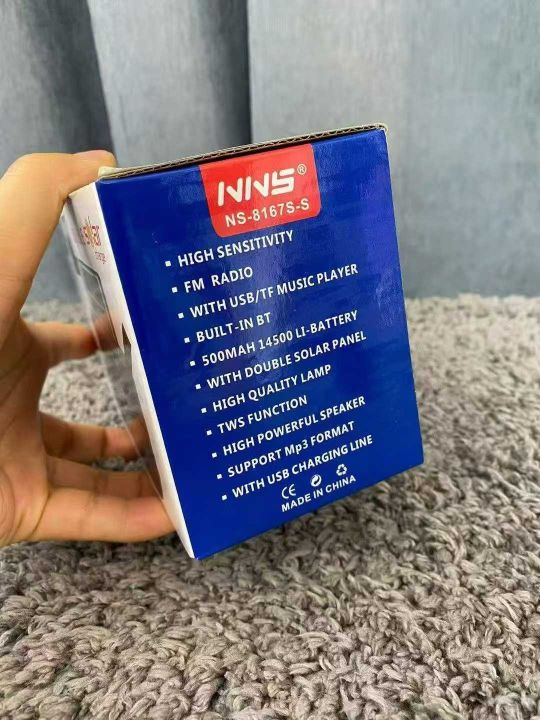 NNS®
NS-8167S-S
▪ HIGH SENSITIVITY
▪ FM RADIO
▪ WITH USB/TF MUSIC PLAYER
▪ BUILT-IN BT
▪ 500MAH 14500 LI-BATTERY
▪ WITH DOUBLE SOLAR PANEL
▪ HIGH QUALITY LAMP
▪ TWS FUNCTION
▪ HIGH POWERFUL SPEAKER
▪ SUPPORT Mp3 FORMAT
▪ WITH USB CHARGING LINE
CE
MADE IN CHINA